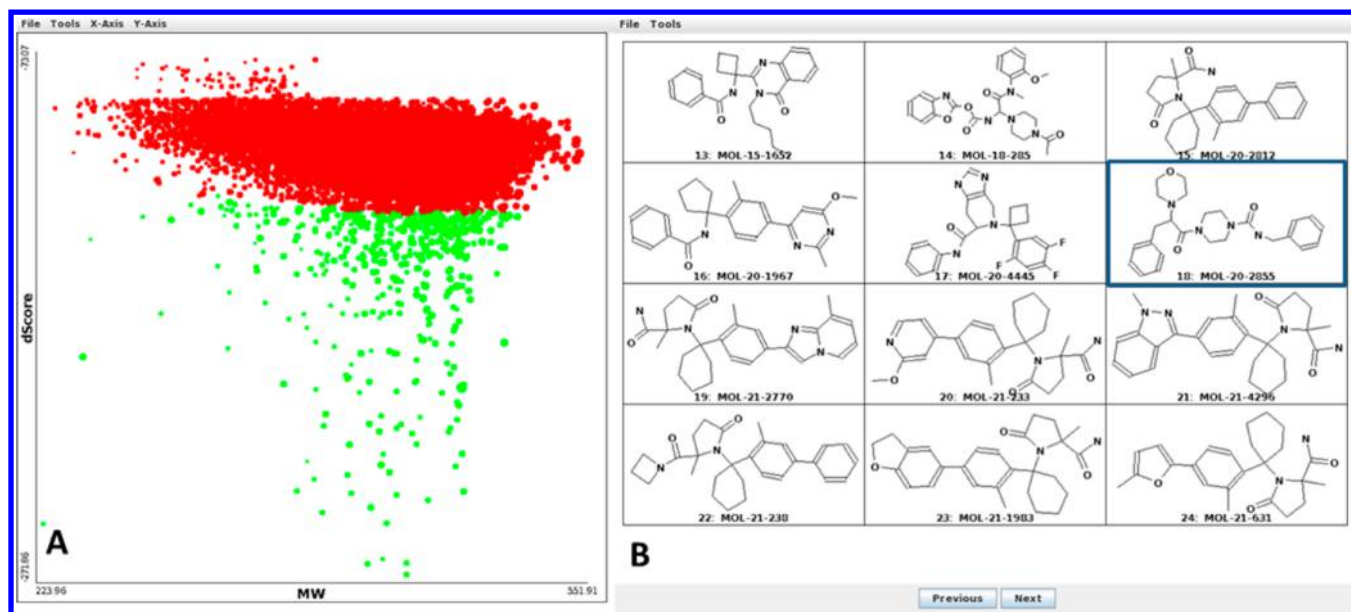 File Tools X-Axis Y-Axis
-73.07
dScore
-271.86
A
223.96
MW
551.91
File Tools
13: MOL-15-1652
14: MOL-18-285
15: MOL-20-2812
16: MOL-20-1967
17: MOL-20-4445
18: MOL-20-2855
19: MOL-21-2770
20: MOL-21-233
21: MOL-21-4296
22: MOL-21-238
23: MOL-21-1983
24: MOL-21-631
B
Previous Next